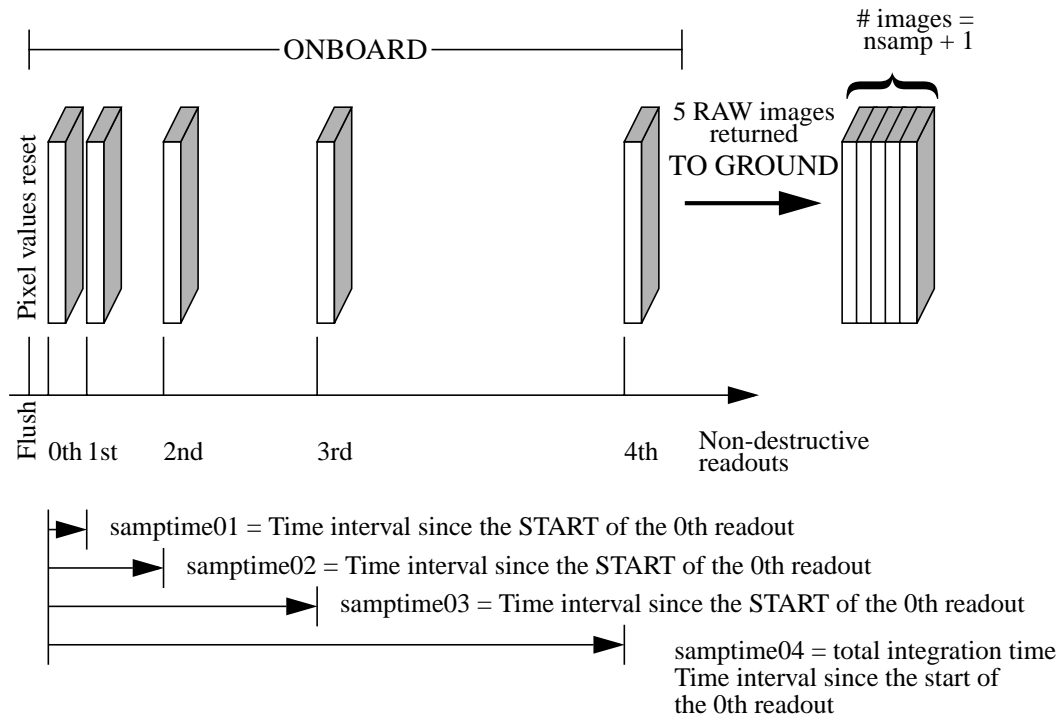 # images =
nsamp + 1
ONBOARD
5 RAW images
returned
TO GROUND
Pixel values reset
Flush
0th 1st 2nd 3rd 4th
Non-destructive
readouts
samptime01 = Time interval since the START of the 0th readout
samptime02 = Time interval since the START of the 0th readout
samptime03 = Time interval since the START of the 0th readout
samptime04 = total integration time
Time interval since the start of
the 0th readout